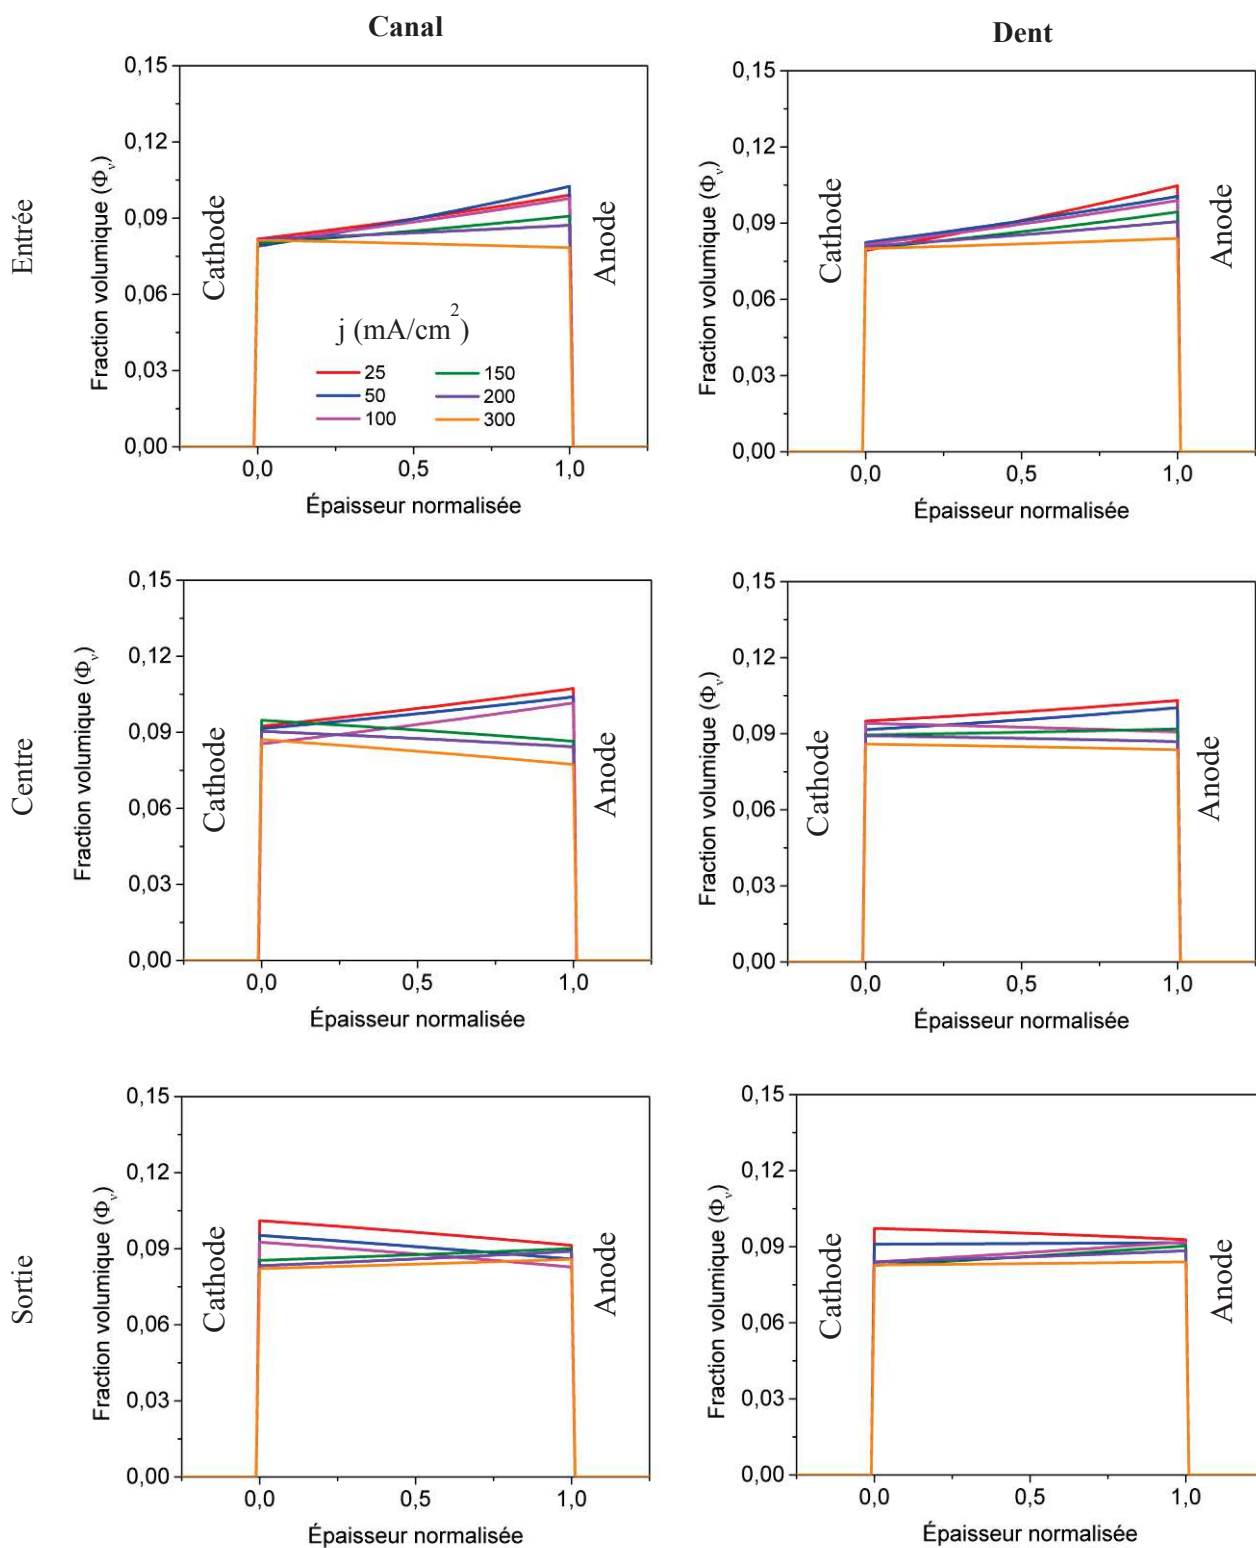 Canal
Dent
Entrée
Fraction volumique (Φv)
0,15
0,12
0,09
0,06
0,03
0,00
Cathode
Anode
j (mA/cm²)
25
150
50
200
100
300
0,0
0,5
1,0
Épaisseur normalisée
Fraction volumique (Φv)
0,15
0,12
0,09
0,06
0,03
0,00
Cathode
Anode
0,0
0,5
1,0
Épaisseur normalisée
Centre
Fraction volumique (Φv)
0,15
0,12
0,09
0,06
0,03
0,00
Cathode
Anode
0,0
0,5
1,0
Épaisseur normalisée
Fraction volumique (Φv)
0,15
0,12
0,09
0,06
0,03
0,00
Cathode
Anode
0,0
0,5
1,0
Épaisseur normalisée
Sortie
Fraction volumique (Φv)
0,15
0,12
0,09
0,06
0,03
0,00
Cathode
Anode
0,0
0,5
1,0
Épaisseur normalisée
Fraction volumique (Φv)
0,15
0,12
0,09
0,06
0,03
0,00
Cathode
Anode
0,0
0,5
1,0
Épaisseur normalisée